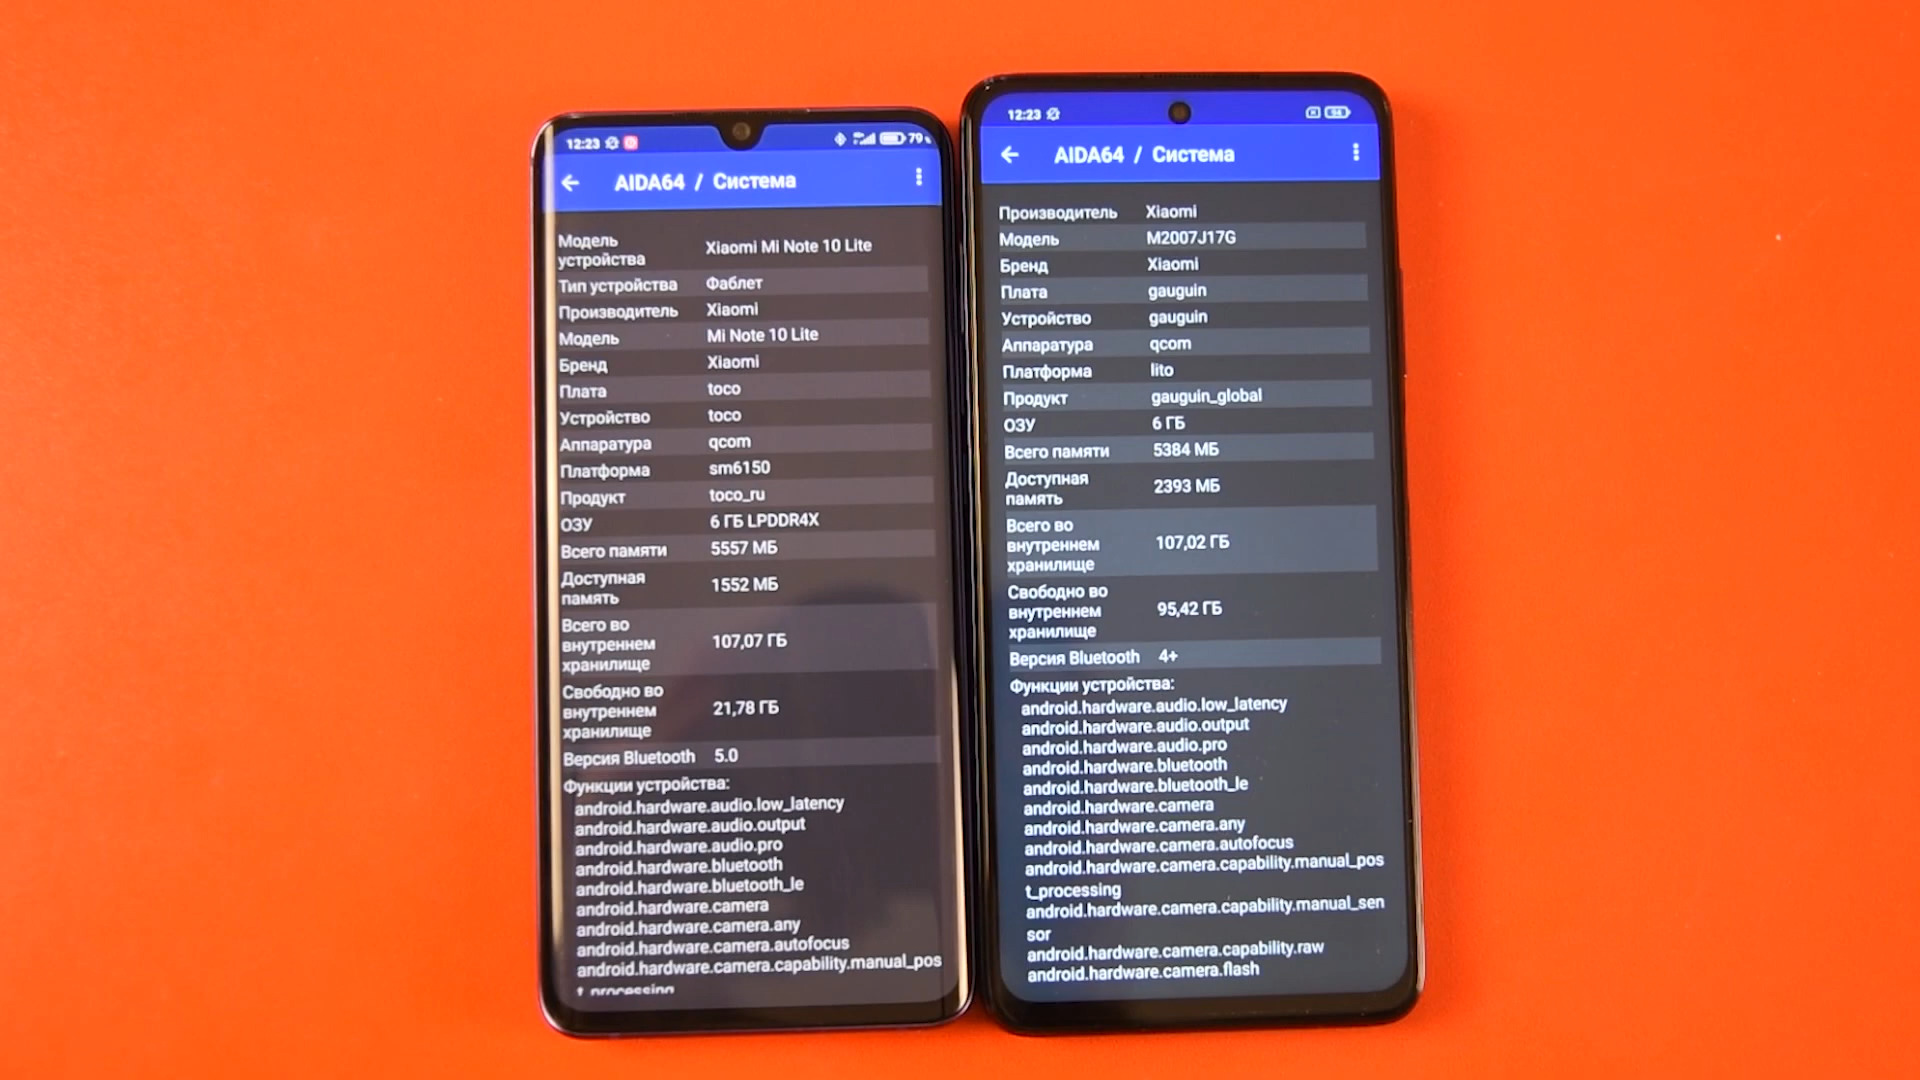 12:23
79
AIDA64 / Система
Модель устройства Xiaomi Mi Note 10 Lite
Тип устройства Фаблет
Производитель Xiaomi
Модель Mi Note 10 Lite
Бренд Xiaomi
Плата toco
Устройство toco
Аппаратура qcom
Платформа sm6150
Продукт toco_ru
ОЗУ 6 ГБ LPDDR4X
Всего памяти 5557 МБ
Доступная память 1552 МБ
Всего во внутреннем хранилище 107,07 ГБ
Свободно во внутреннем хранилище 21,78 ГБ
Версия Bluetooth 5.0
Функции устройства:
android.hardware.audio.low_latency
android.hardware.audio.output
android.hardware.audio.pro
android.hardware.bluetooth
android.hardware.bluetooth_le
android.hardware.camera
android.hardware.camera.any
android.hardware.camera.autofocus
android.hardware.camera.capability.manual_pos
t_processing
12:23
94
AIDA64 / Система
Производитель Xiaomi
Модель M2007J17G
Бренд Xiaomi
Плата gauguin
Устройство gauguin
Аппаратура qcom
Платформа lito
Продукт gauguin_global
ОЗУ 6 ГБ
Всего памяти 5384 МБ
Доступная память 2393 МБ
Всего во внутреннем хранилище 107,02 ГБ
Свободно во внутреннем хранилище 95,42 ГБ
Версия Bluetooth 4+
Функции устройства:
android.hardware.audio.low_latency
android.hardware.audio.output
android.hardware.audio.pro
android.hardware.bluetooth
android.hardware.bluetooth_le
android.hardware.camera
android.hardware.camera.any
android.hardware.camera.autofocus
android.hardware.camera.capability.manual_pos
t_processing
android.hardware.camera.capability.manual_sen
sor
android.hardware.camera.capability.raw
android.hardware.camera.flash